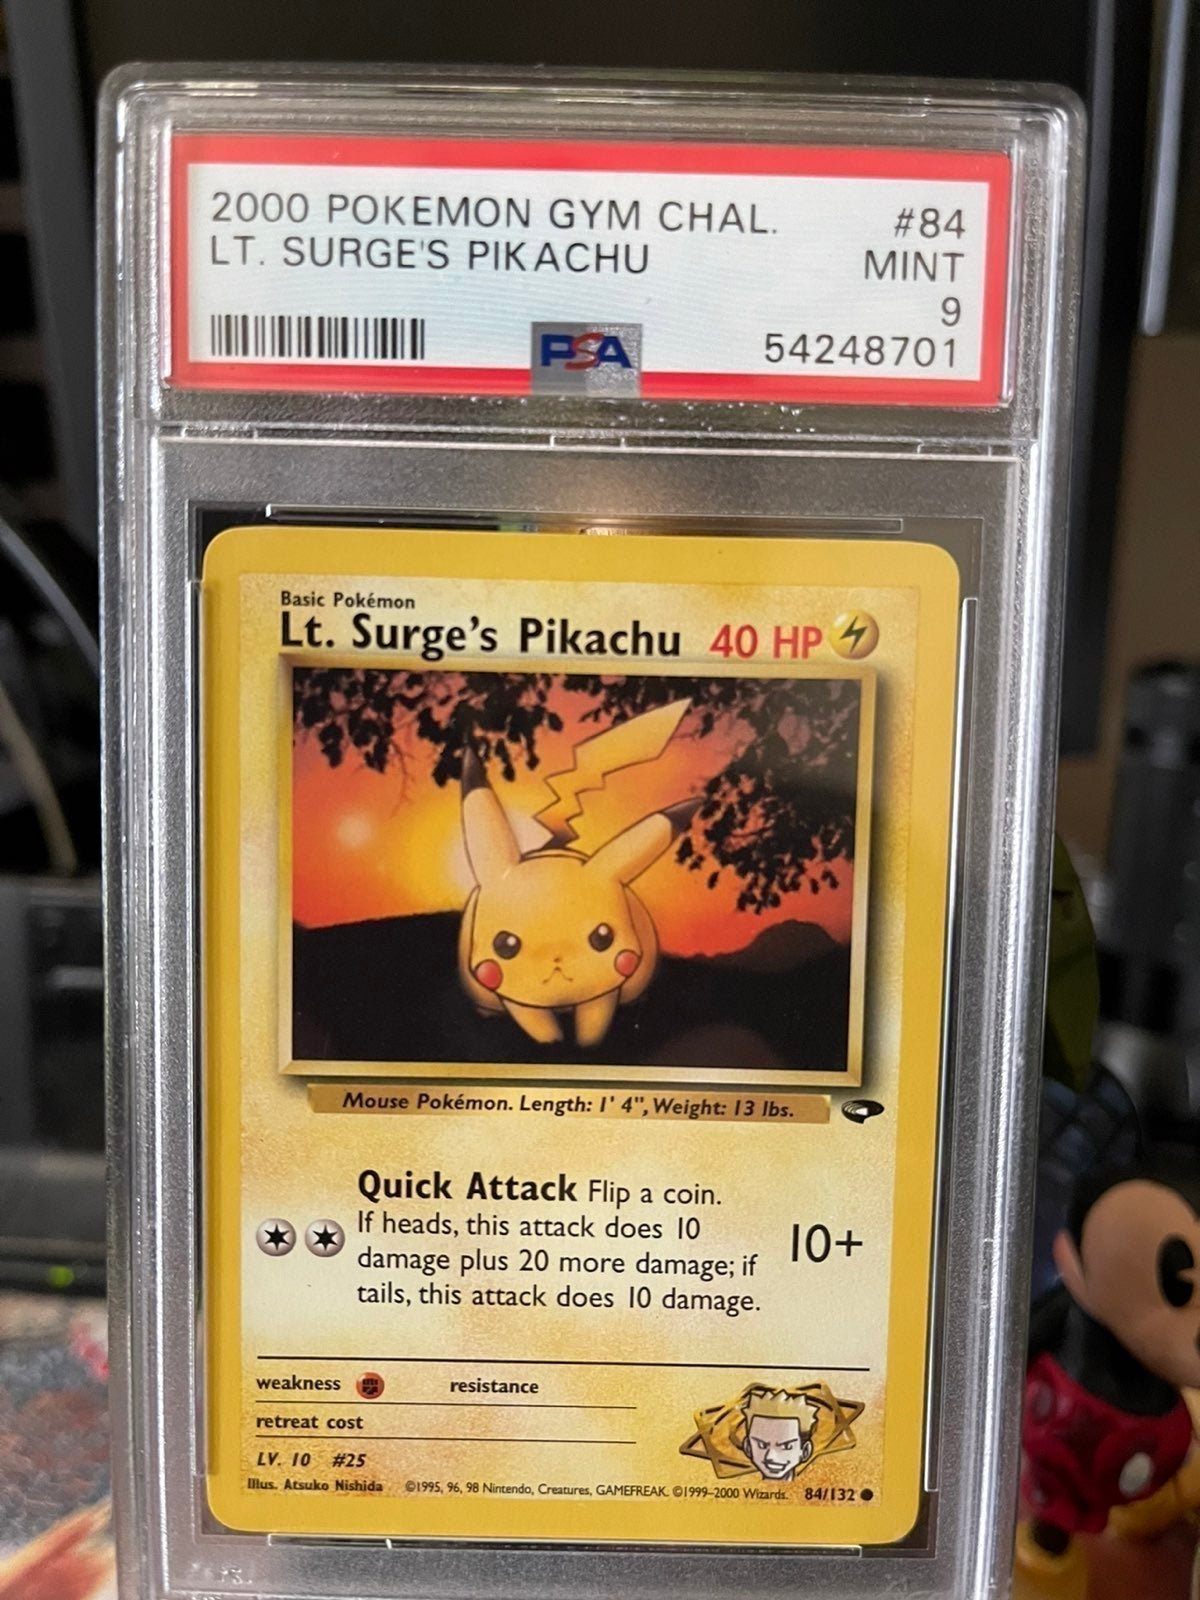 2000 POKEMON GYM CHAL. #84
LT. SURGE'S PIKACHU MINT
9
PSA 54248701
Basic Pokémon
Lt. Surge's Pikachu 40 HP
Mouse Pokémon. Length: 1' 4", Weight: 13 lbs.
Quick Attack Flip a coin.
If heads, this attack does 10
damage plus 20 more damage; if
tails, this attack does 10 damage.
10+
weakness resistance
retreat cost
LV. 10 #25
Illus. Atsuko Nishida ©1995, 96, 98 Nintendo, Creatures, GAMEFREAK. ©1999-2000 Wizards. 84/132